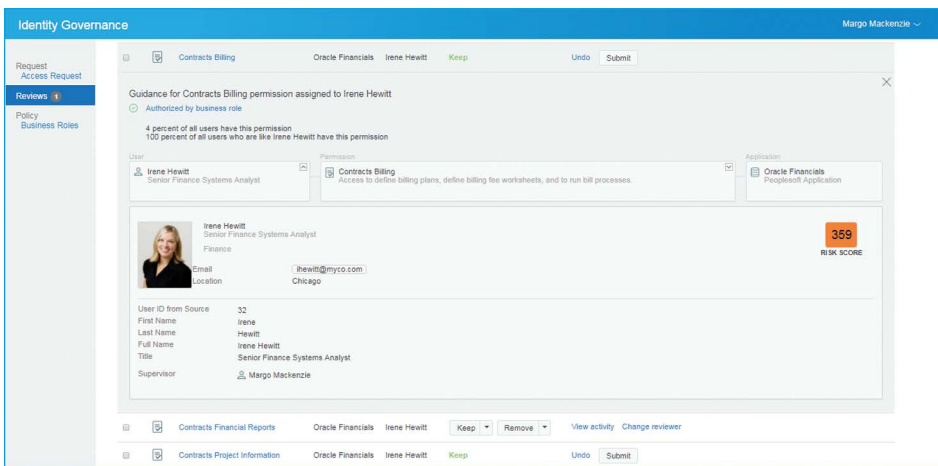 Identity Governance
Margo Mackenzie
Request
Access Request
Reviews 1
Policy
Business Roles
Contracts Billing Oracle Financials Irene Hewitt Keep Undo Submit
Guidance for Contracts Billing permission assigned to Irene Hewitt
Authorized by business role
4 percent of all users have this permission
100 percent of all users who are like Irene Hewitt have this permission
User Permission Application
Irene Hewitt
Senior Finance Systems Analyst
Contracts Billing
Access to define billing plans, define billing fee worksheets, and to run bill processes.
Oracle Financials
Peoplesoft Application
Irene Hewitt
Senior Finance Systems Analyst
Finance
Email ihewitt@myco.com
Location Chicago
359
RISK SCORE
User ID from Source 32
First Name Irene
Last Name Hewitt
Full Name Irene Hewitt
Title Senior Finance Systems Analyst
Supervisor Margo Mackenzie
Contracts Financial Reports Oracle Financials Irene Hewitt Keep Remove View activity Change reviewer
Contracts Project Information Oracle Financials Irene Hewitt Keep Undo Submit